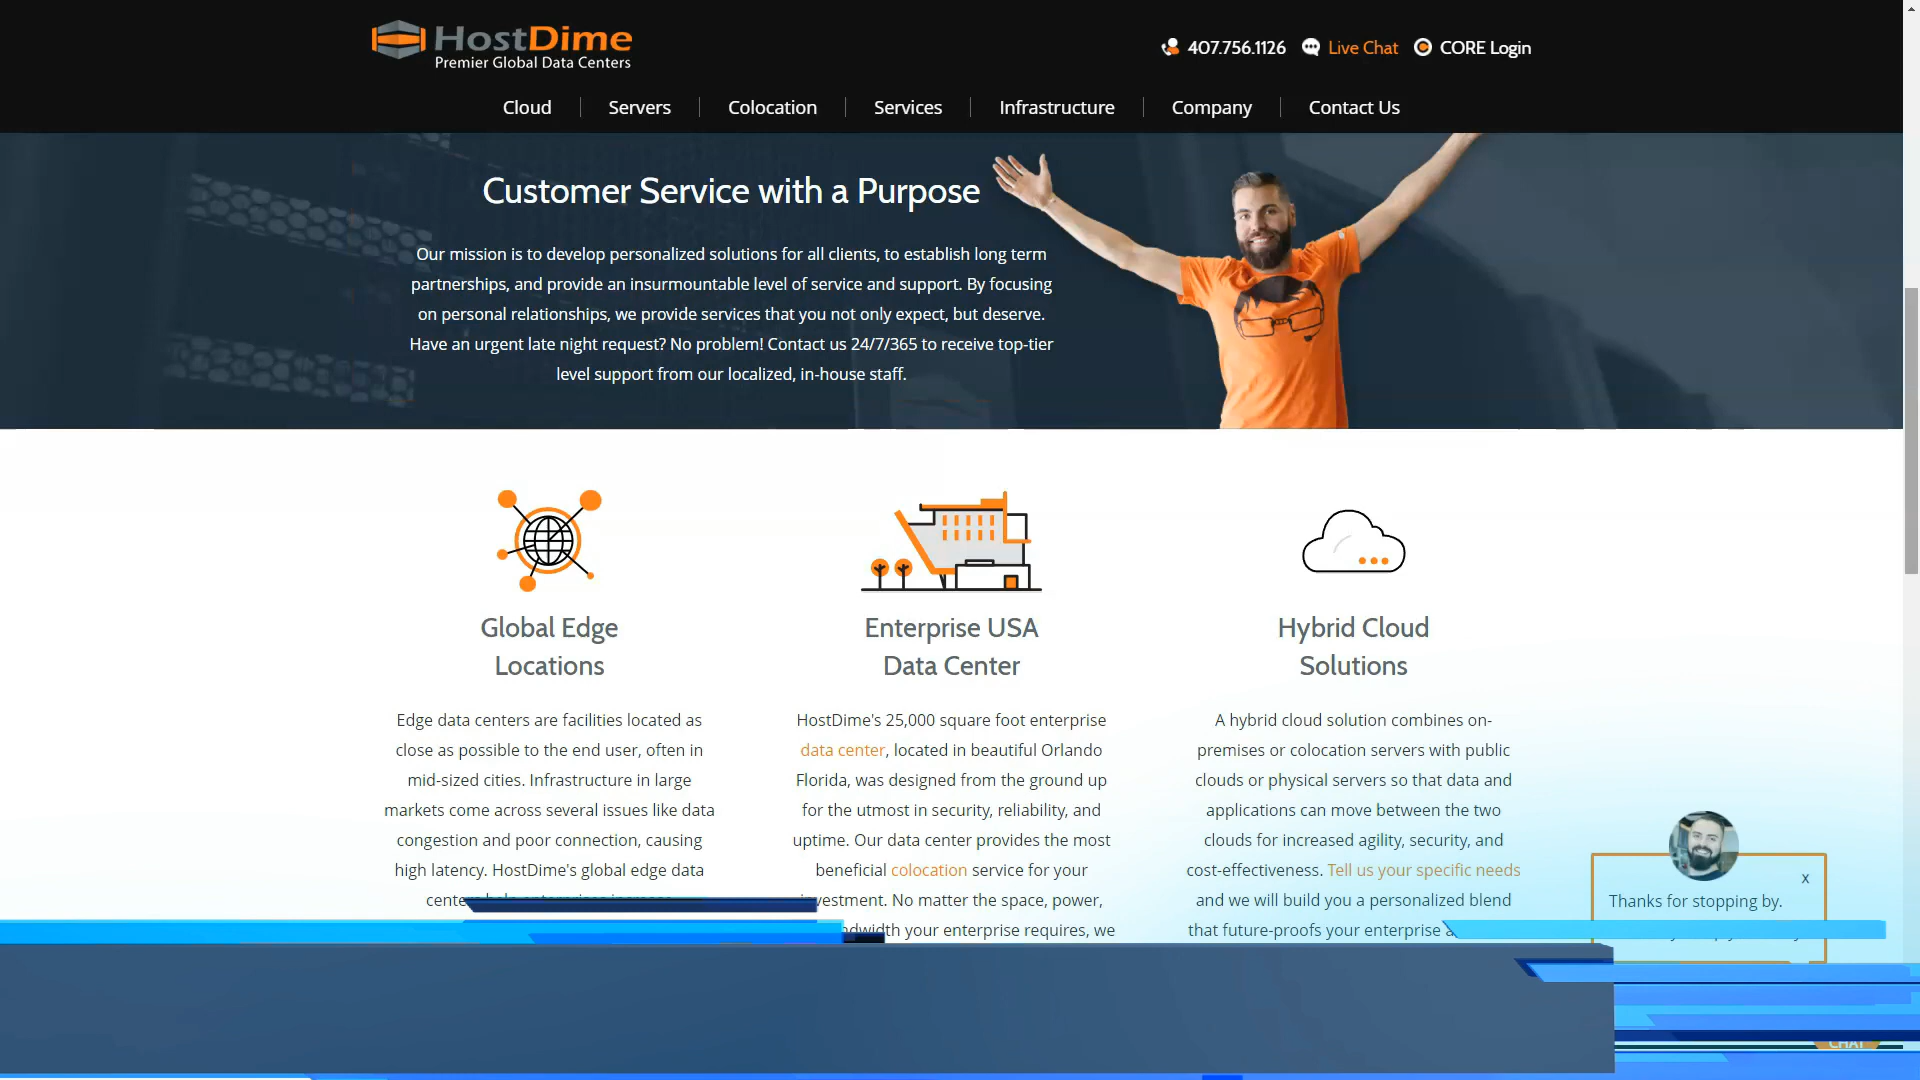 HostDime
Premier Global Data Centers
407.756.1126
Live Chat
CORE Login
Cloud
Servers
Colocation
Services
Infrastructure
Company
Contact Us
Customer Service with a Purpose
Our mission is to develop personalized solutions for all clients, to establish long term
partnerships, and provide an insurmountable level of service and support. By focusing
on personal relationships, we provide services that you not only expect, but deserve.
Have an urgent late night request? No problem! Contact us 24/7/365 to receive top-tier
level support from our localized, in-house staff.
Global Edge
Locations
Edge data centers are facilities located as
close as possible to the end user, often in
mid-sized cities. Infrastructure in large
markets come across several issues like data
congestion and poor connection, causing
high latency. HostDime's global edge data
Enterprise USA
Data Center
HostDime's 25,000 square foot enterprise
data center, located in beautiful Orlando
Florida, was designed from the ground up
for the utmost in security, reliability, and
uptime. Our data center provides the most
beneficial colocation service for your
investment. No matter the space, power,
your enterprise requires, we
Hybrid Cloud
Solutions
A hybrid cloud solution combines on-
premises or colocation servers with public
clouds or physical servers so that data and
applications can move between the two
clouds for increased agility, security, and
cost-effectiveness. Tell us your specific needs
and we will build you a personalized blend
that future-proofs your enterprise
x
Thanks for stopping by.
CHAT